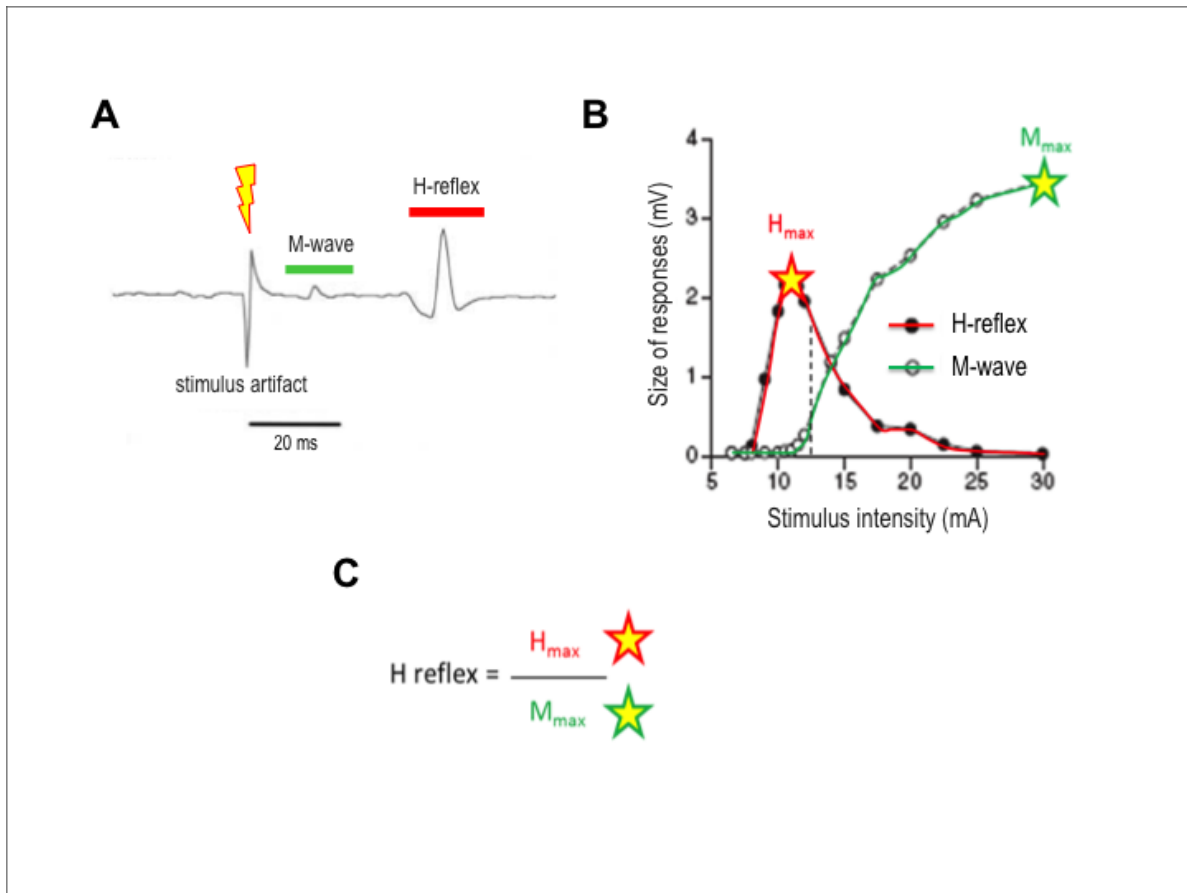 A
H-reflex
M-wave
stimulus artifact
20 ms
B
Size of responses (mV)
4
3
2
1
0
5 10 15 20 25 30
Stimulus intensity (mA)
Hmax
Mmax
H-reflex
M-wave
C
H reflex = Hmax
Mmax